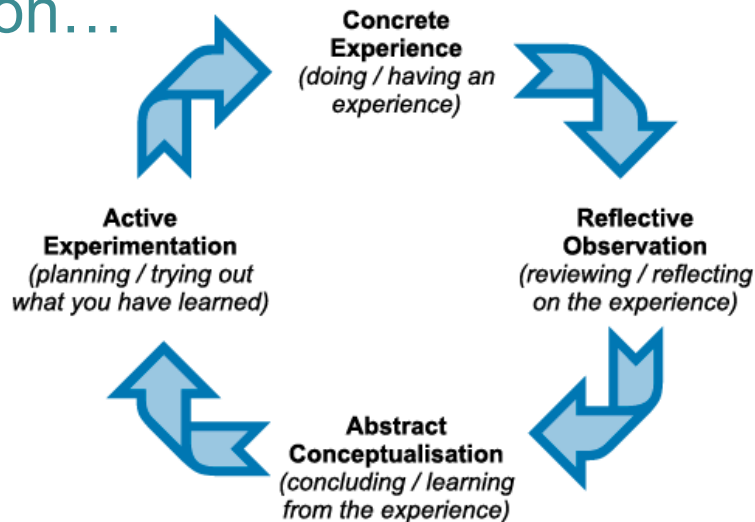 on…
Concrete
Experience
(doing / having an
experience)
Reflective
Observation
(reviewing / reflecting
on the experience)
Abstract
Conceptualisation
(concluding / learning
from the experience)
Active
Experimentation
(planning / trying out
what you have learned)